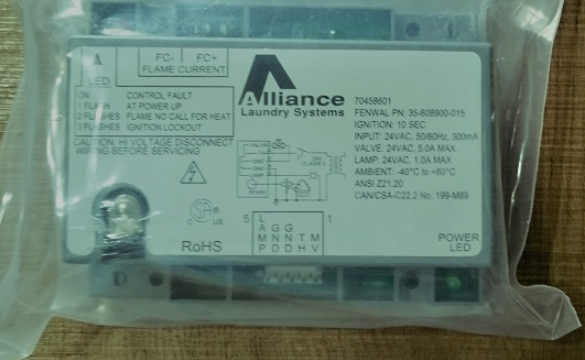 LED
FC- FC+
FLAME CURRENT
ON CONTROL FAULT
1 FLASH AT POWER UP
2 FLASHES FLAME NO CALL FOR HEAT
3 FLASHES IGNITION LOCKOUT
CAUTION: HI VOLTAGE DISCONNECT
WIRING BEFORE SERVICING
Alliance
Laundry Systems
70458601
FENWAL PN: 35-608900-015
IGNITION: 10 SEC
INPUT: 24VAC, 50/60Hz, 300mA
VALVE: 24VAC, 5.0A MAX
LAMP: 24VAC, 1.0A MAX
AMBIENT: -40°C to +80°C
ANSI Z21.20
CAN/CSA-C22.2 No. 199-M89
C US
RoHS
5 1
L
A G G
M N N T M
P D D H V
POWER
LED